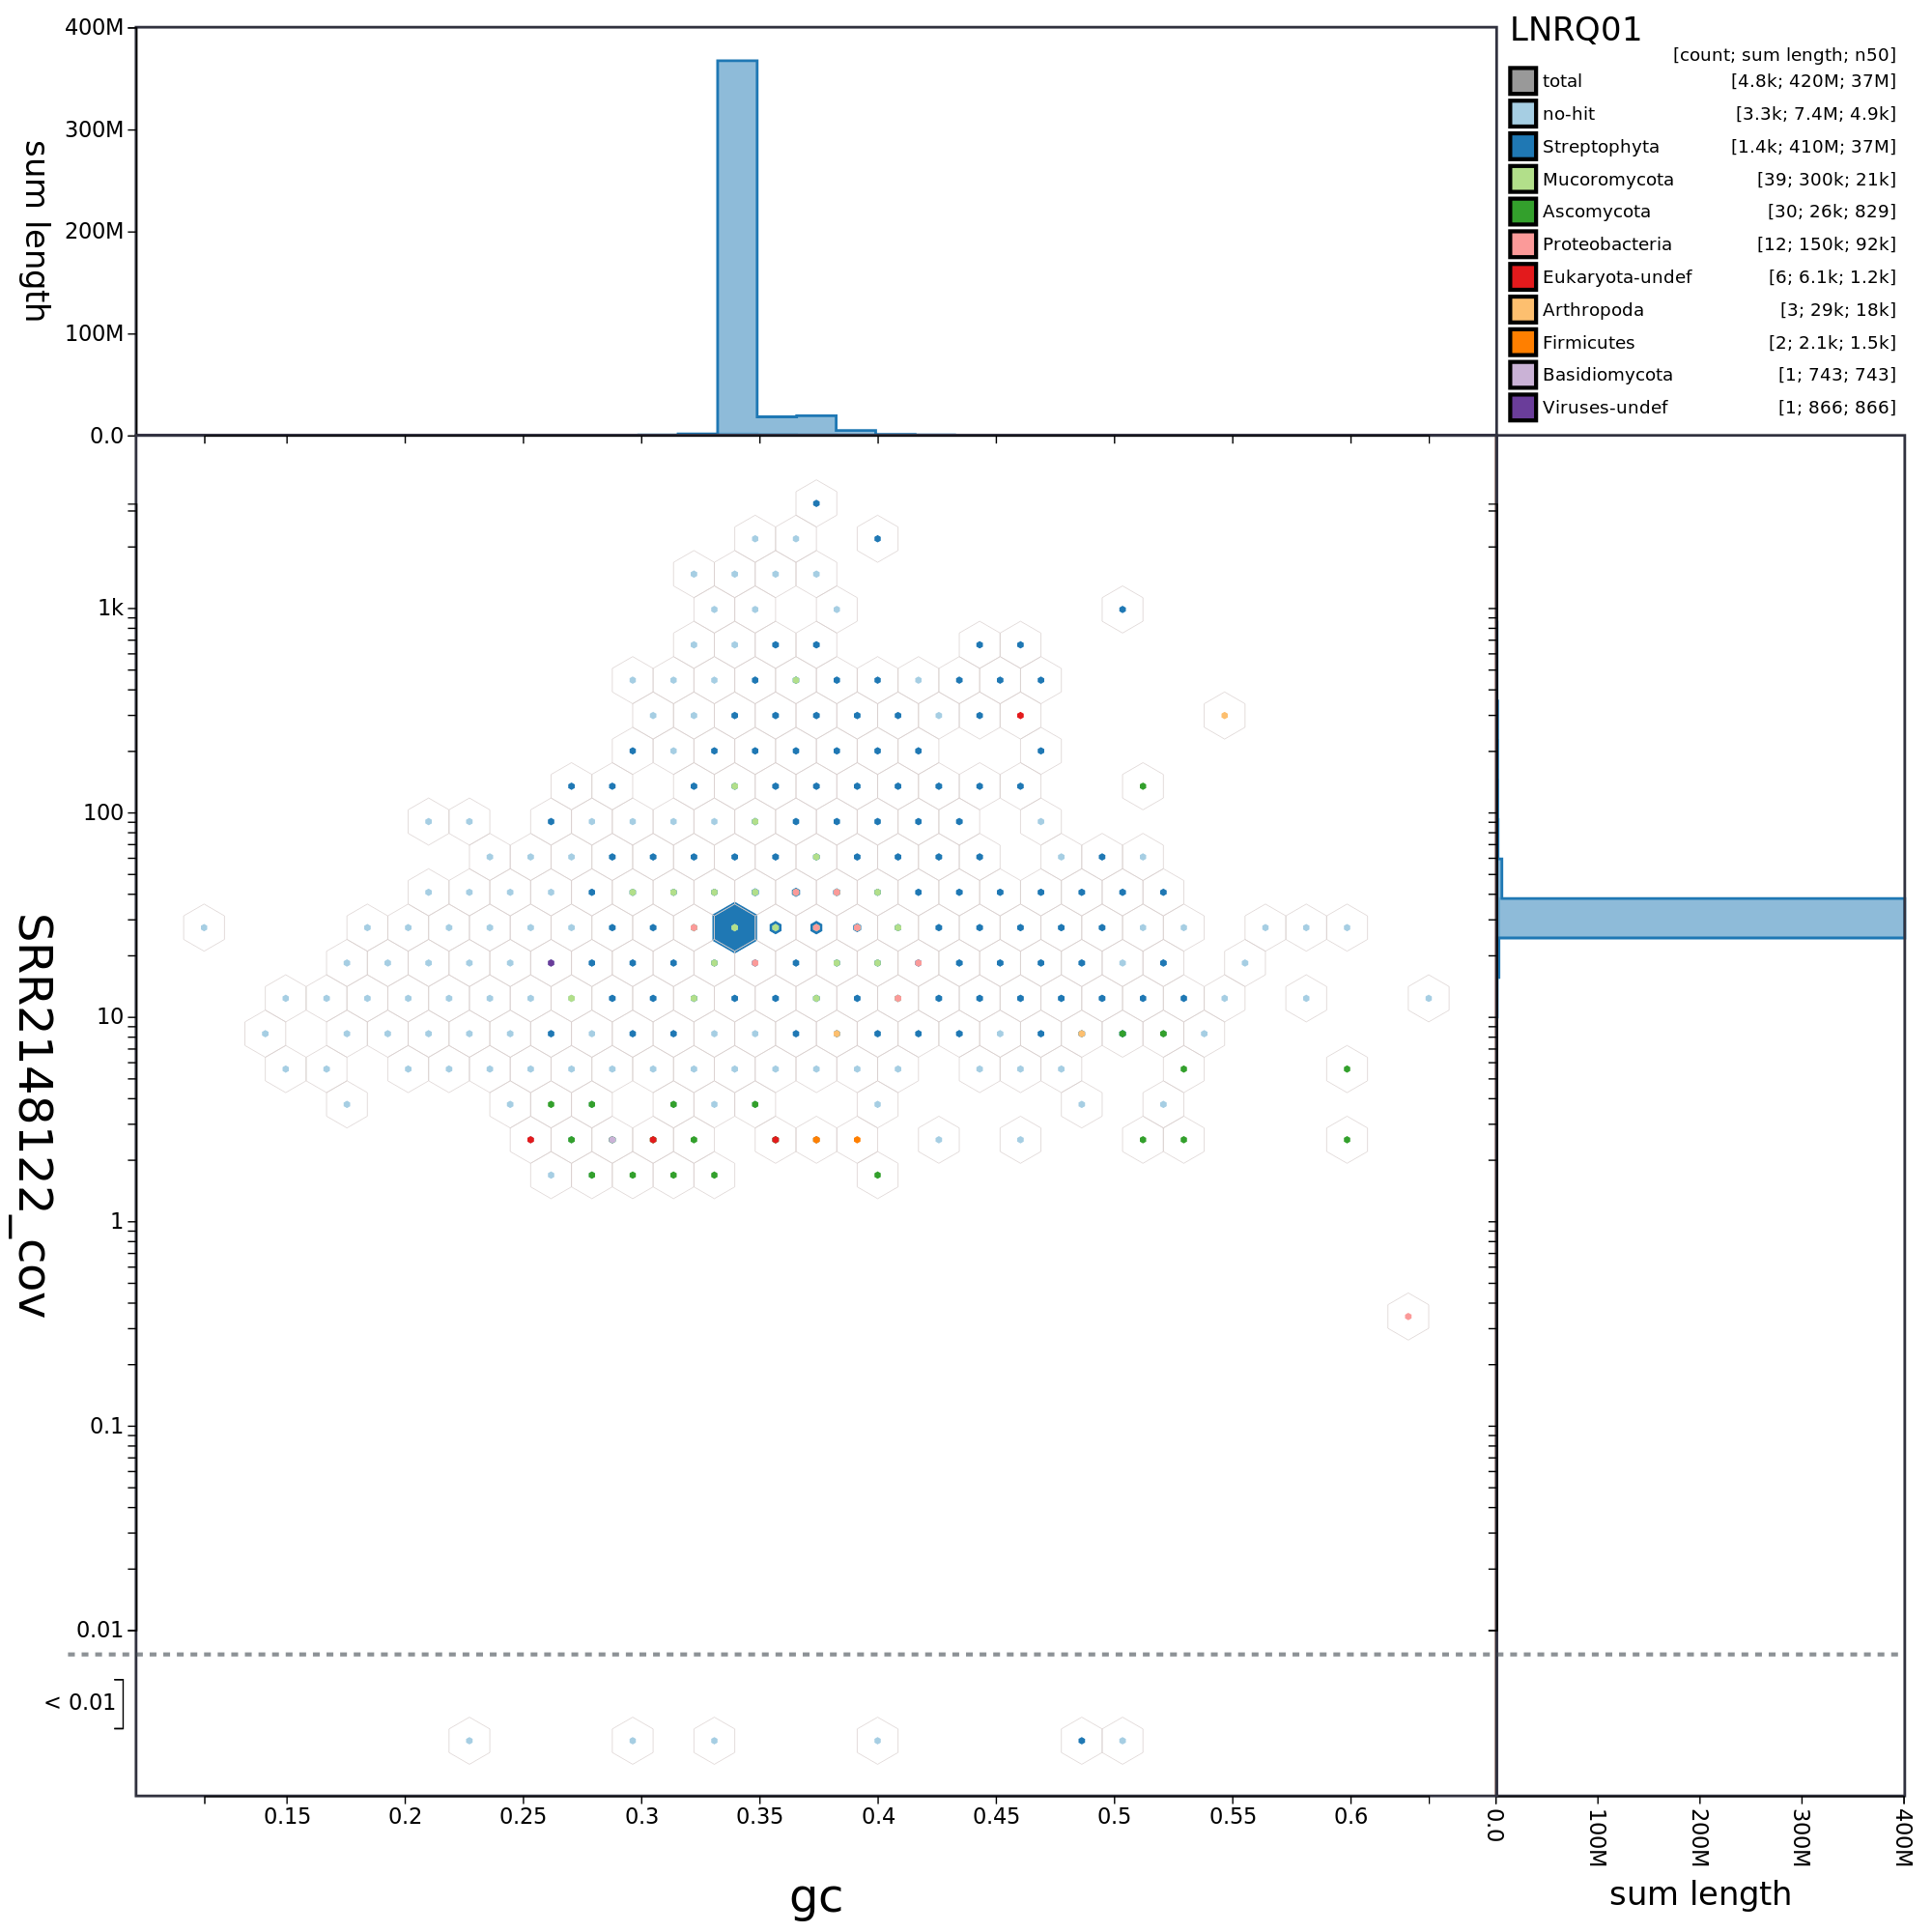 LNRQ01
[count; sum length; n50]
total [4.8k; 420M; 37M]
no-hit [3.3k; 7.4M; 4.9k]
Streptophyta [1.4k; 410M; 37M]
Mucoromycota [39; 300k; 21k]
Ascomycota [30; 26k; 829]
Proteobacteria [12; 150k; 92k]
Eukaryota-undef [6; 6.1k; 1.2k]
Arthropoda [3; 29k; 18k]
Firmicutes [2; 2.1k; 1.5k]
Basidiomycota [1; 743; 743]
Viruses-undef [1; 866; 866]
sum length
400M
300M
200M
100M
0.0
SRR2148122_cov
1k
100
10
1
0.1
0.01
< 0.01
0.15 0.2 0.25 0.3 0.35 0.4 0.45 0.5 0.55 0.6
gc
0.0 100M 200M 300M 400M
sum length